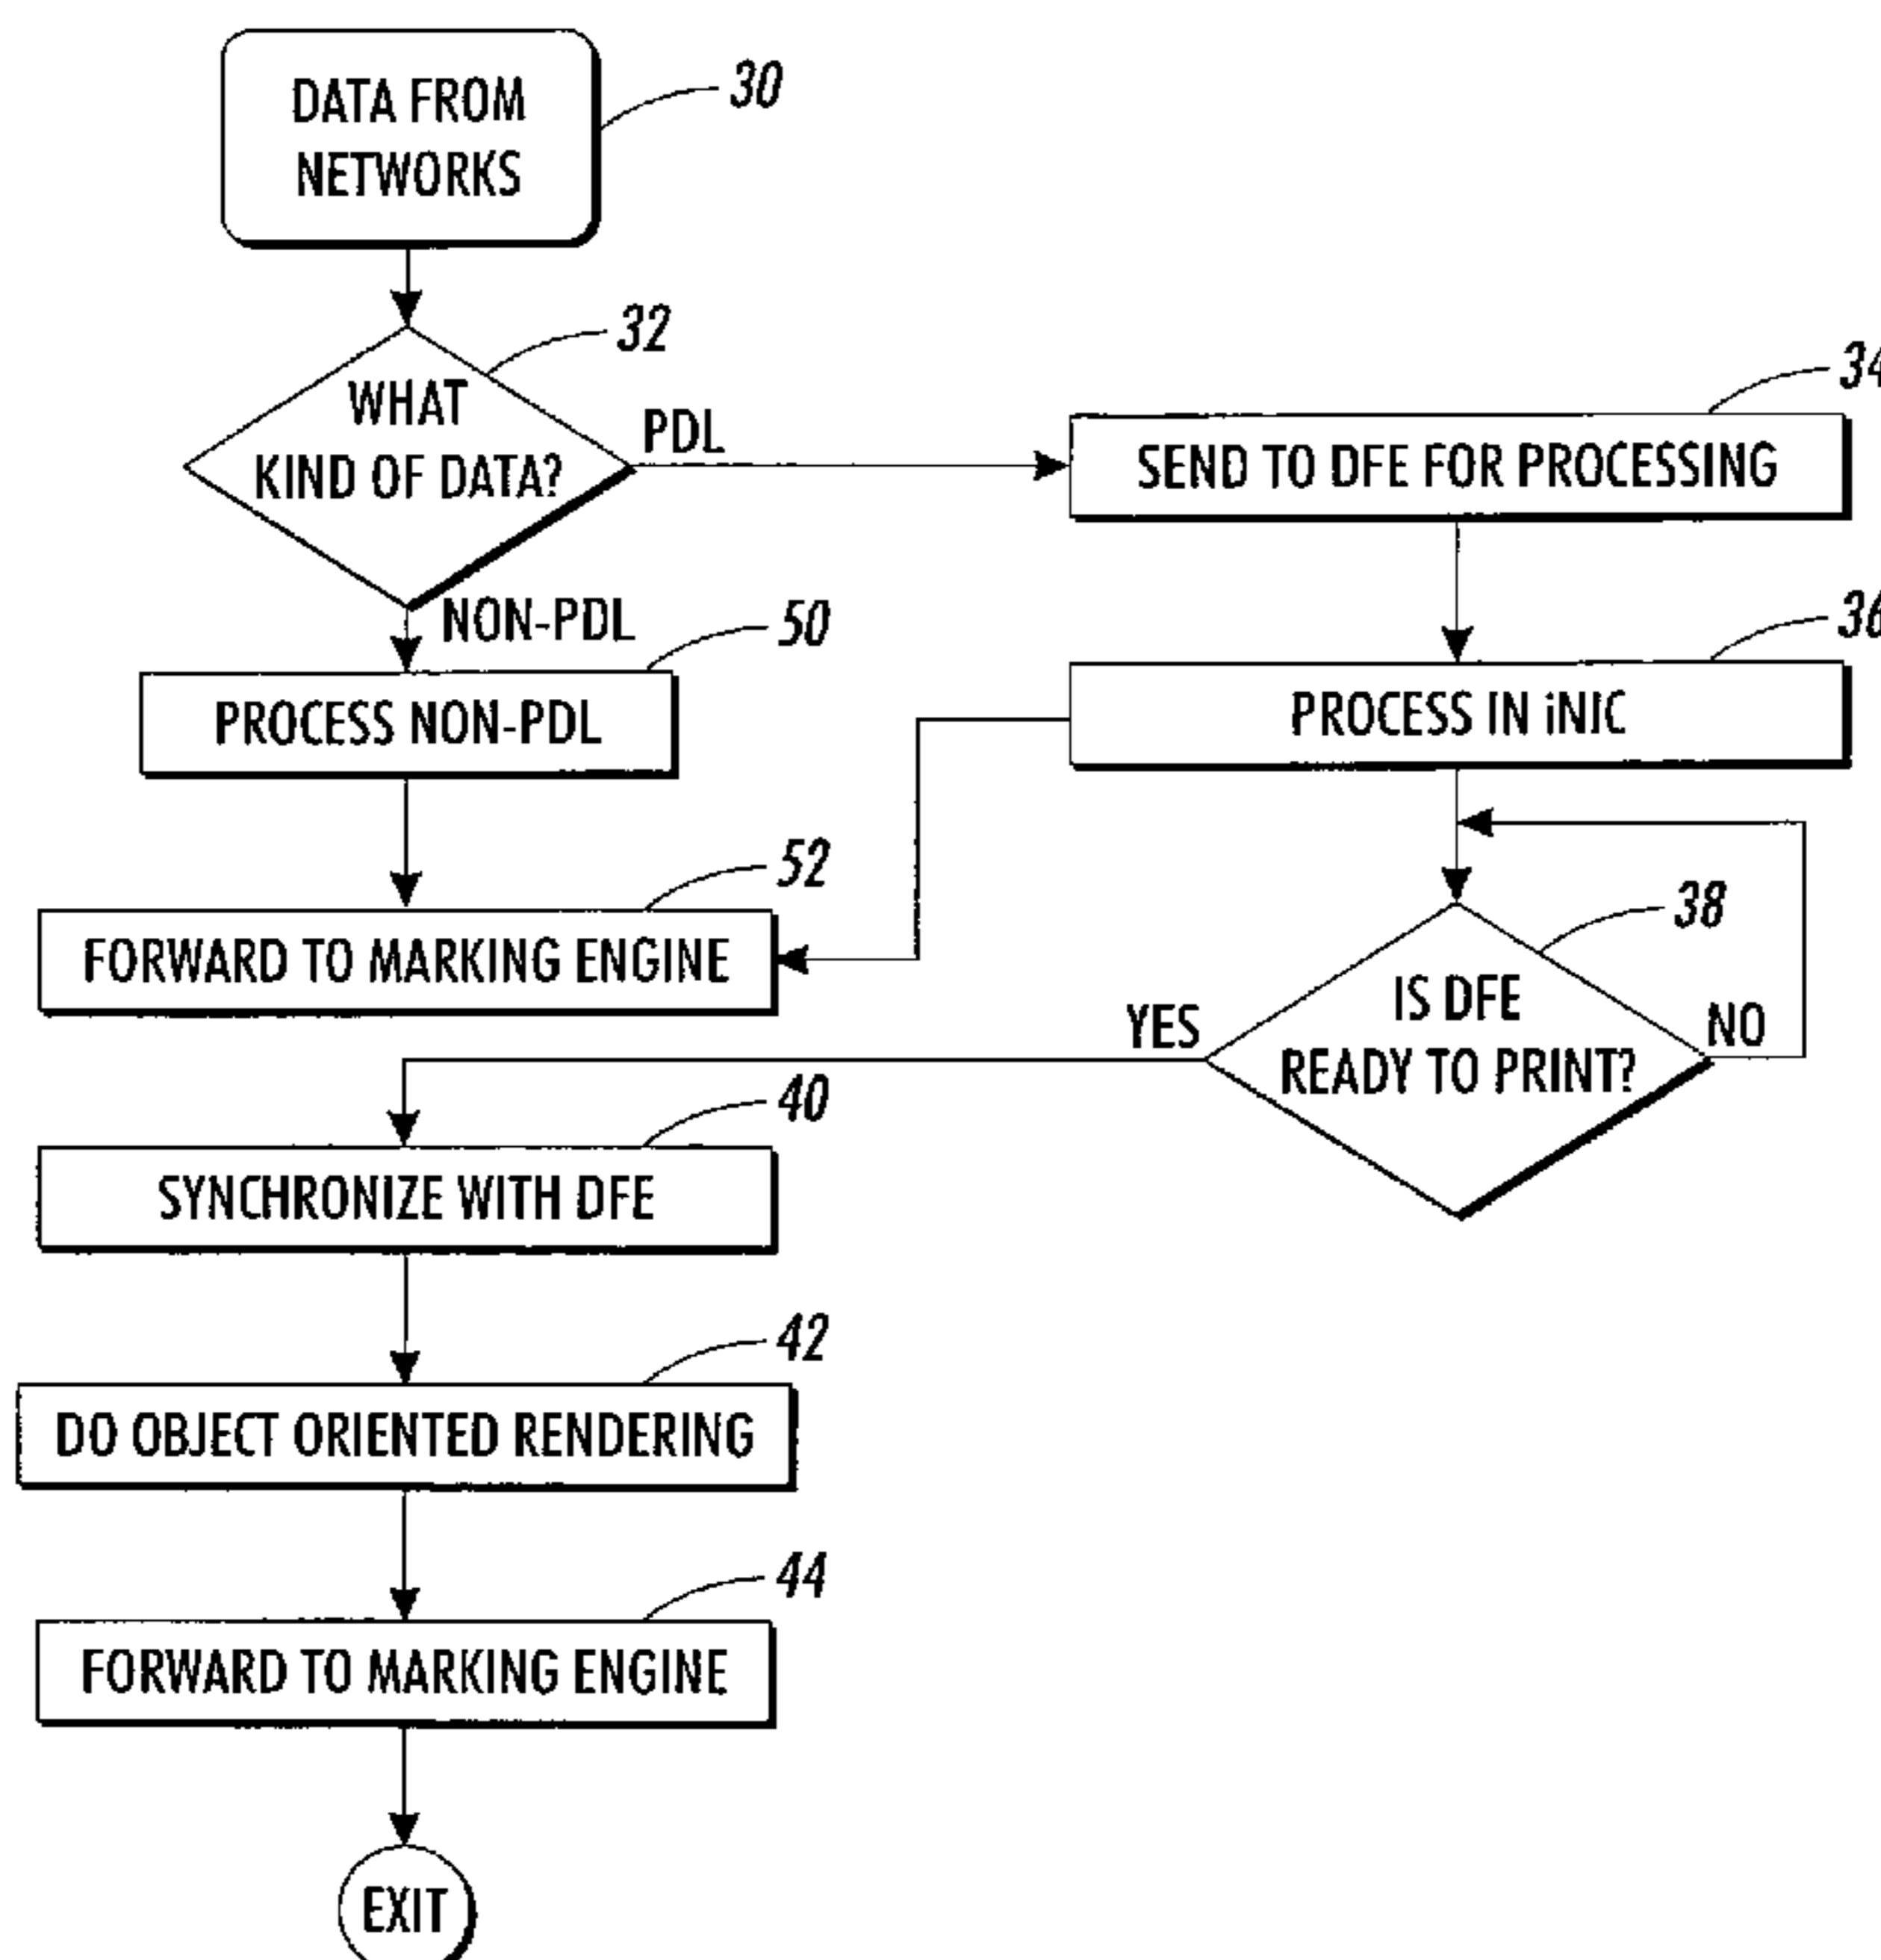 DATA FROM
NETWORKS
30
WHAT
KIND OF DATA?
32
PDL
34
SEND TO DFE FOR PROCESSING
NON-PDL
50
PROCESS NON-PDL
36
PROCESS IN iNIC
52
FORWARD TO MARKING ENGINE
38
IS DFE
READY TO PRINT?
YES
NO
40
SYNCHRONIZE WITH DFE
42
DO OBJECT ORIENTED RENDERING
44
FORWARD TO MARKING ENGINE
EXIT